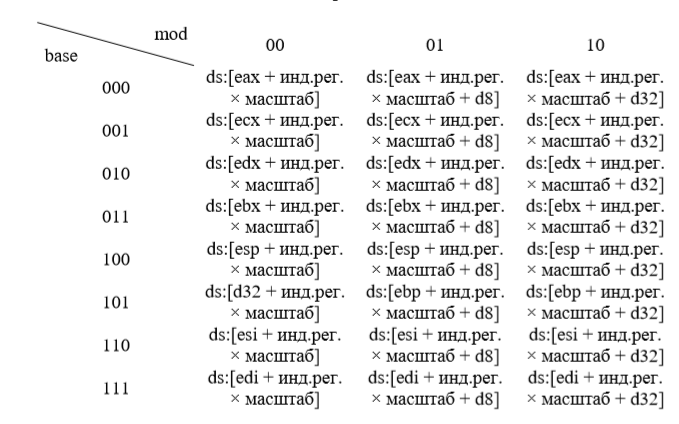 mod
base
00 01 10
000
ds:[eax + инд.рег. ds:[eax + инд.рег. ds:[eax + инд.рег.
× масштаб] × масштаб + d8] × масштаб + d32]
001
ds:[ecx + инд.рег. ds:[ecx + инд.рег. ds:[ecx + инд.рег.
× масштаб] × масштаб + d8] × масштаб + d32]
010
ds:[edx + инд.рег. ds:[edx + инд.рег. ds:[edx + инд.рег.
× масштаб] × масштаб + d8] × масштаб + d32]
011
ds:[ebx + инд.рег. ds:[ebx + инд.рег. ds:[ebx + инд.рег.
× масштаб] × масштаб + d8] × масштаб + d32]
100
ds:[esp + инд.рег. ds:[esp + инд.рег. ds:[esp + инд.рег.
× масштаб] × масштаб + d8] × масштаб + d32]
101
ds:[d32 + инд.рег. ds:[ebp + инд.рег. ds:[ebp + инд.рег.
× масштаб] × масштаб + d8] × масштаб + d32]
110
ds:[esi + инд.рег. ds:[esi + инд.рег. ds:[esi + инд.рег.
× масштаб] × масштаб + d8] × масштаб + d32]
111
ds:[edi + инд.рег. ds:[edi + инд.рег. ds:[edi + инд.рег.
× масштаб] × масштаб + d8] × масштаб + d32]